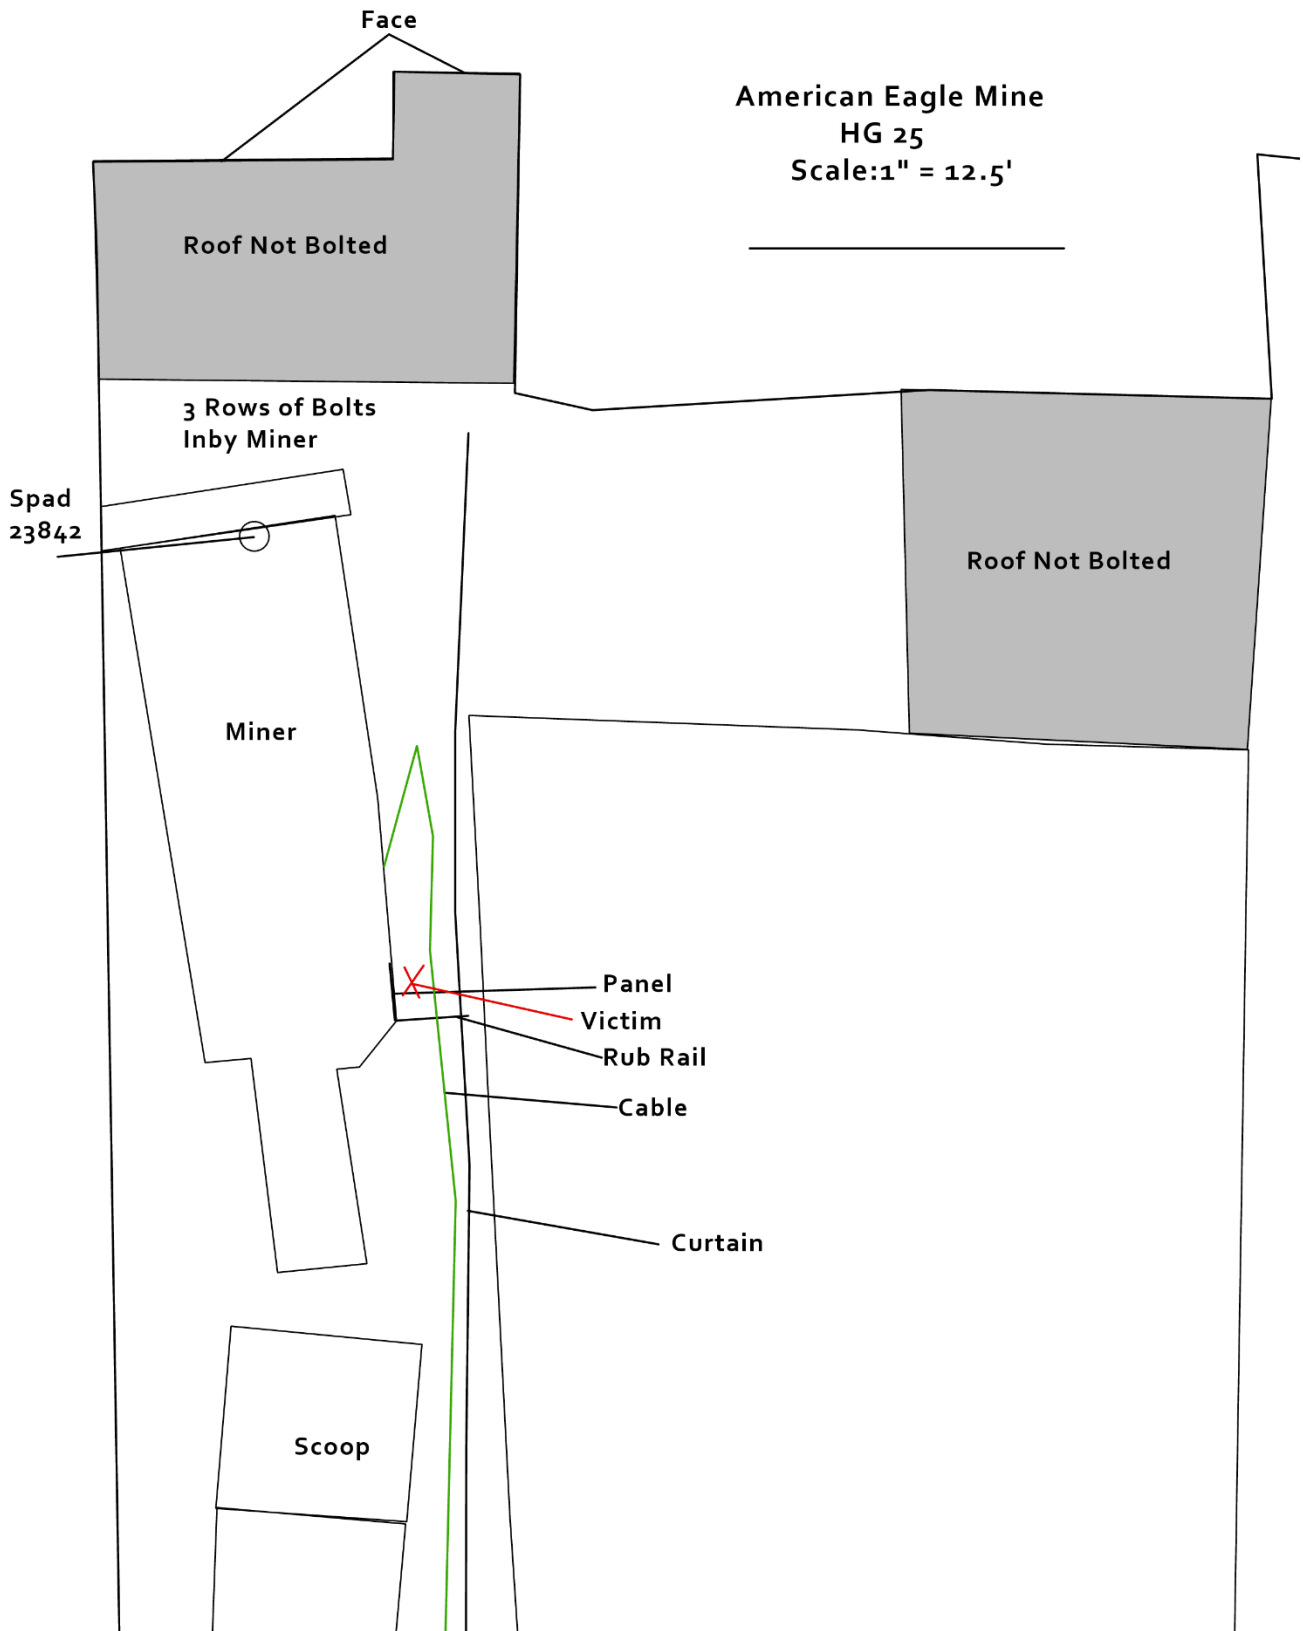 Face
American Eagle Mine
HG 25
Scale:1" = 12.5'
Roof Not Bolted
3 Rows of Bolts
Inby Miner
Spad
23842
Roof Not Bolted
Miner
Panel
Victim
Rub Rail
Cable
Curtain
Scoop